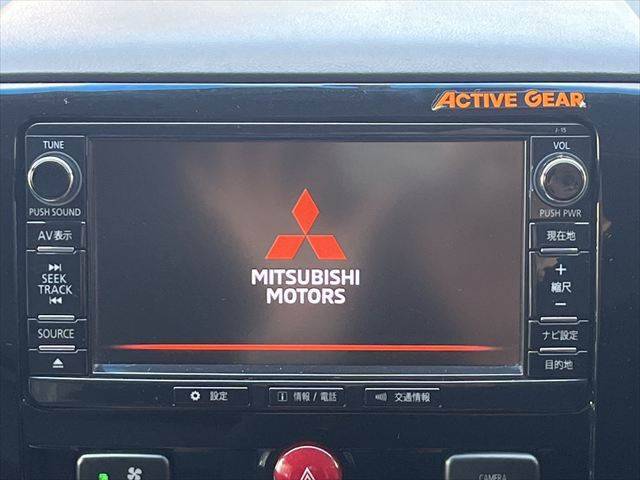 ACTIVE GEAR
J-15
TUNE
VOL
PUSH SOUND
PUSH PWR
AV表示
現在地
SEEK
TRACK
+
縮尺
−
MITSUBISHI
MOTORS
SOURCE
ナビ設定
目的地
設定
i 情報 / 電話
交通情報
CAMERA